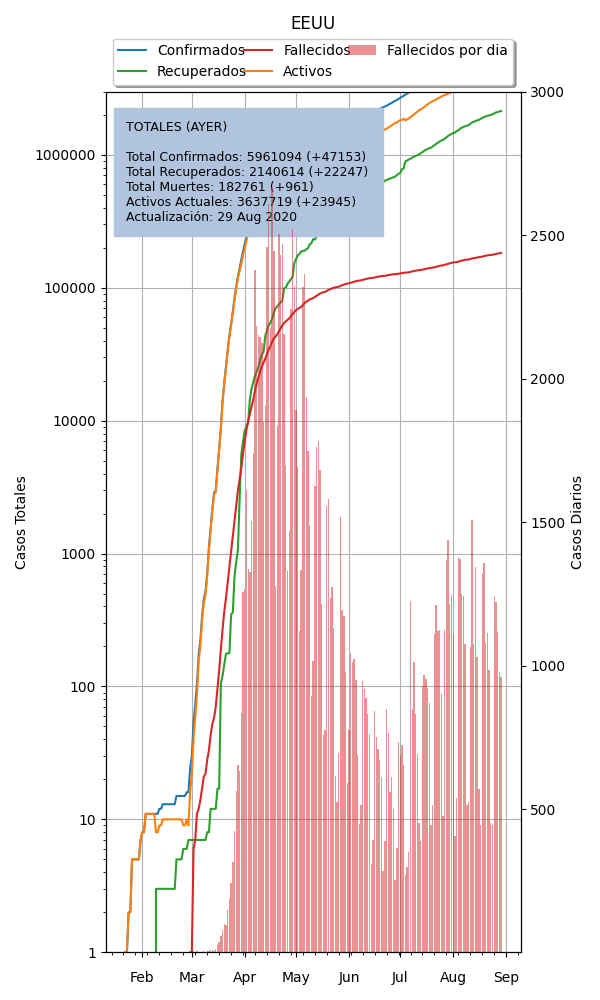 EEUU
Confirmados
Recuperados
Fallecidos
Activos
Fallecidos por dia
TOTALES (AYER)
Total Confirmados: 5961094 (+47153)
Total Recuperados: 2140614 (+22247)
Total Muertes: 182761 (+961)
Activos Actuales: 3637719 (+23945)
Actualización: 29 Aug 2020
Casos Totales
1000000
100000
10000
1000
100
10
1
3000
2500
2000
1500
1000
500
Casos Diarios
Feb Mar Apr May Jun Jul Aug Sep